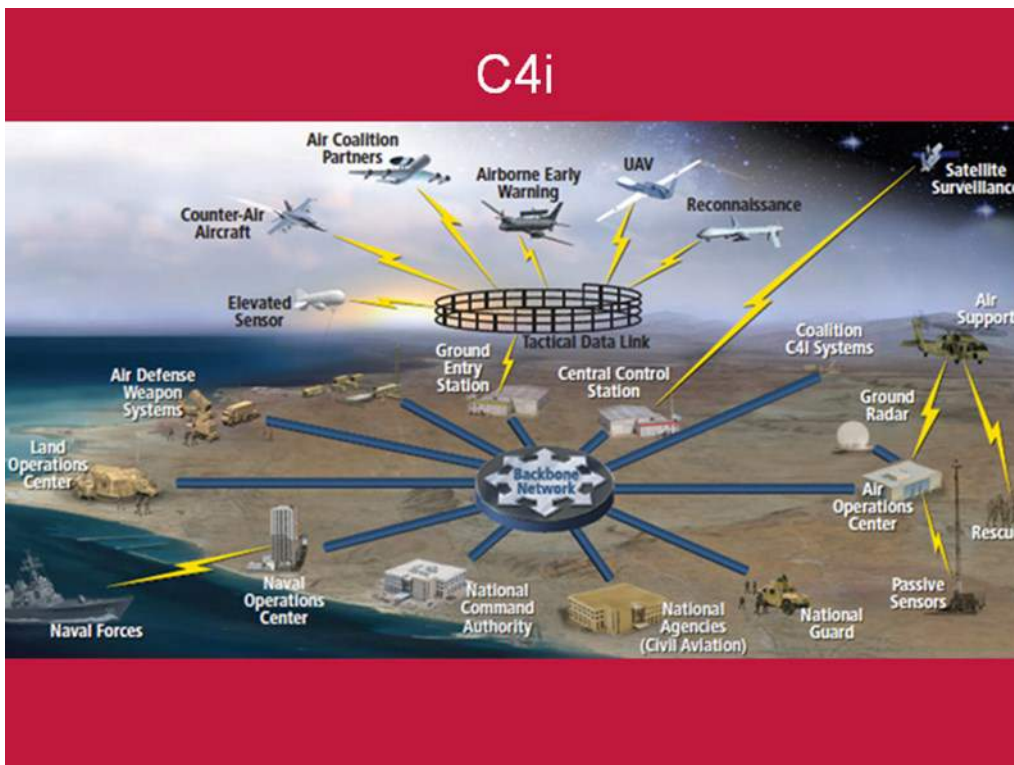 C4i
Air Coalition
Partners
Airborne Early
Warning
UAV
Satellite
Surveillance
Counter-Air
Aircraft
Reconnaissance
Elevated
Sensor
Tactical Data Link
Air
Support
Coalition
C4I Systems
Ground
Entry
Station
Central Control
Station
Air Defense
Weapon
Systems
Ground
Radar
Land
Operations
Center
Backbone
Network
Air
Operations
Center
Rescu
Naval Forces
Naval
Operations
Center
National
Command
Authority
National
Agencies
(Civil Aviation)
National
Guard
Passive
Sensors